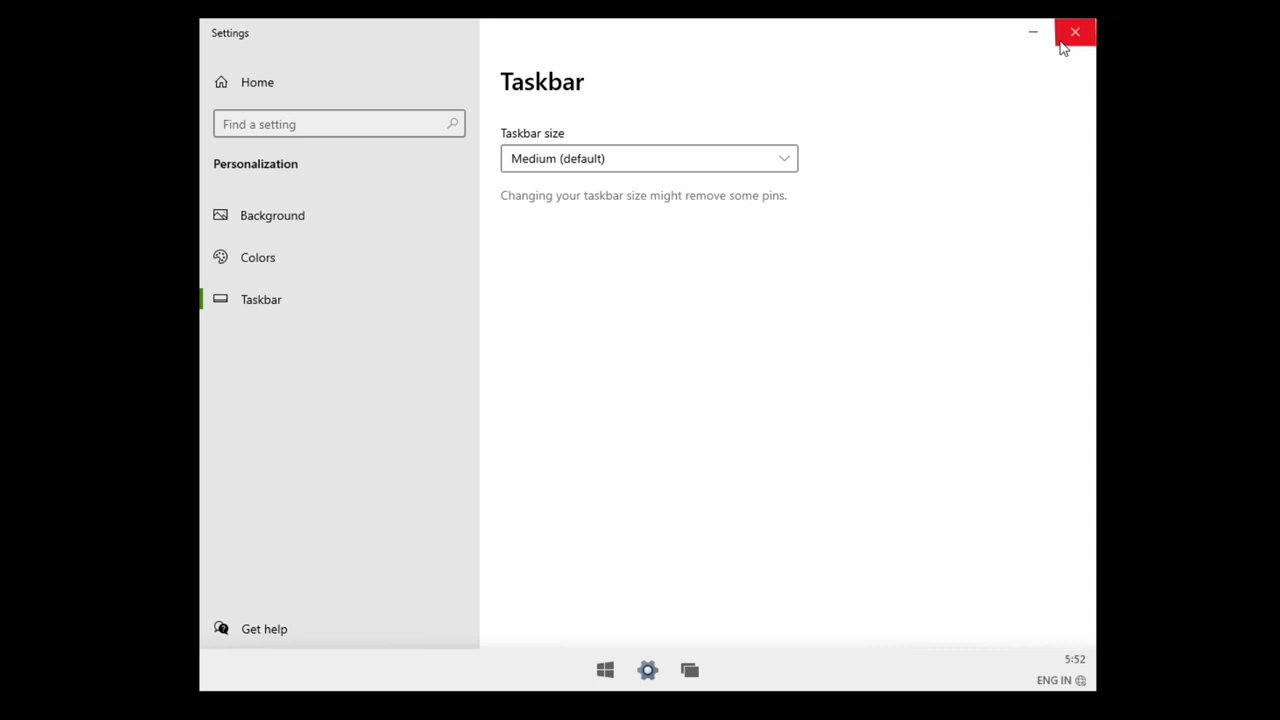 Settings
Home
Find a setting
Personalization
Background
Colors
Taskbar
Get help
Taskbar
Taskbar size
Medium (default)
Changing your taskbar size might remove some pins.
5:52
ENG IN